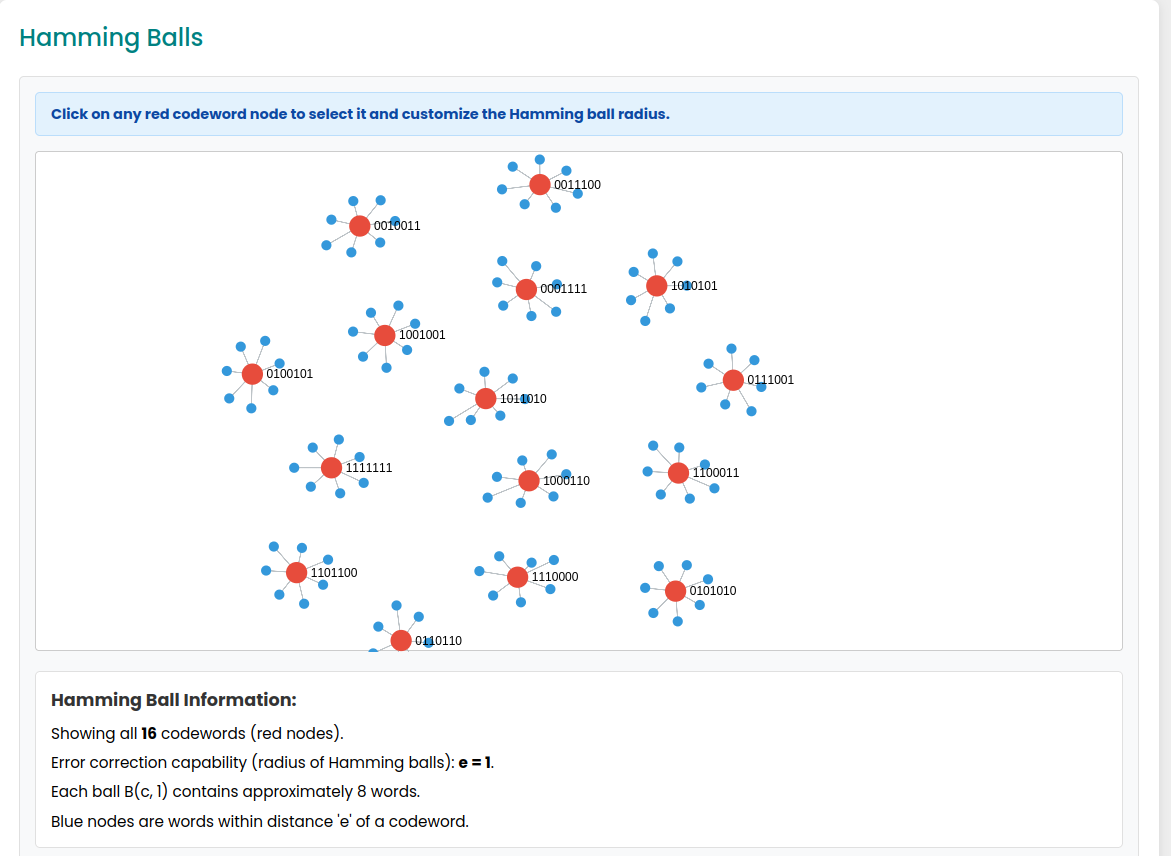 Hamming Balls
Click on any red codeword node to select it and customize the Hamming ball radius.
0011100
0010011
0001111
1010101
1001001
0100101
0111001
1011010
1111111
1100011
1000110
1101100
1110000
0101010
0110110
Hamming Ball Information:
Showing all 16 codewords (red nodes).
Error correction capability (radius of Hamming balls): e = 1.
Each ball B(c, 1) contains approximately 8 words.
Blue nodes are words within distance 'e' of a codeword.